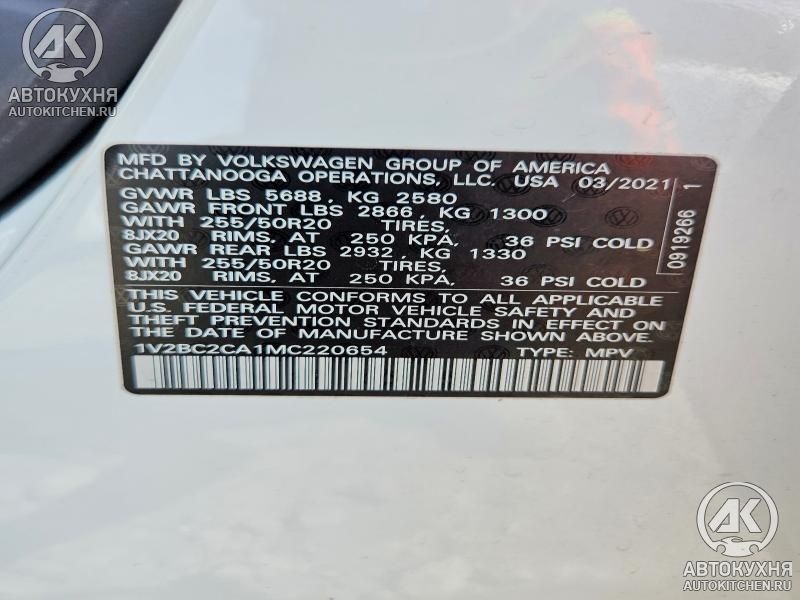 AK
АВТОКУХНЯ
AUTOKITCHEN.RU
MFD BY VOLKSWAGEN GROUP OF AMERICA
CHATTANOOGA OPERATIONS, LLC. USA 03/2021
GVWR LBS 5688, KG 2580
GAWR FRONT LBS 2866, KG 1300
WITH 255/50R20 TIRES,
8JX20 RIMS, AT 250 KPA, 36 PSI COLD
GAWR REAR LBS 2932, KG 1330
WITH 255/50R20 TIRES,
8JX20 RIMS, AT 250 KPA, 36 PSI COLD
THIS VEHICLE CONFORMS TO ALL APPLICABLE
U.S. FEDERAL MOTOR VEHICLE SAFETY AND
THEFT PREVENTION STANDARDS IN EFFECT ON
THE DATE OF MANUFACTURE SHOWN ABOVE.
1V2BC2CA1MC220654 TYPE: MPV
0919266 1
AK
АВТОКУХНЯ
AUTOKITCHEN.RU